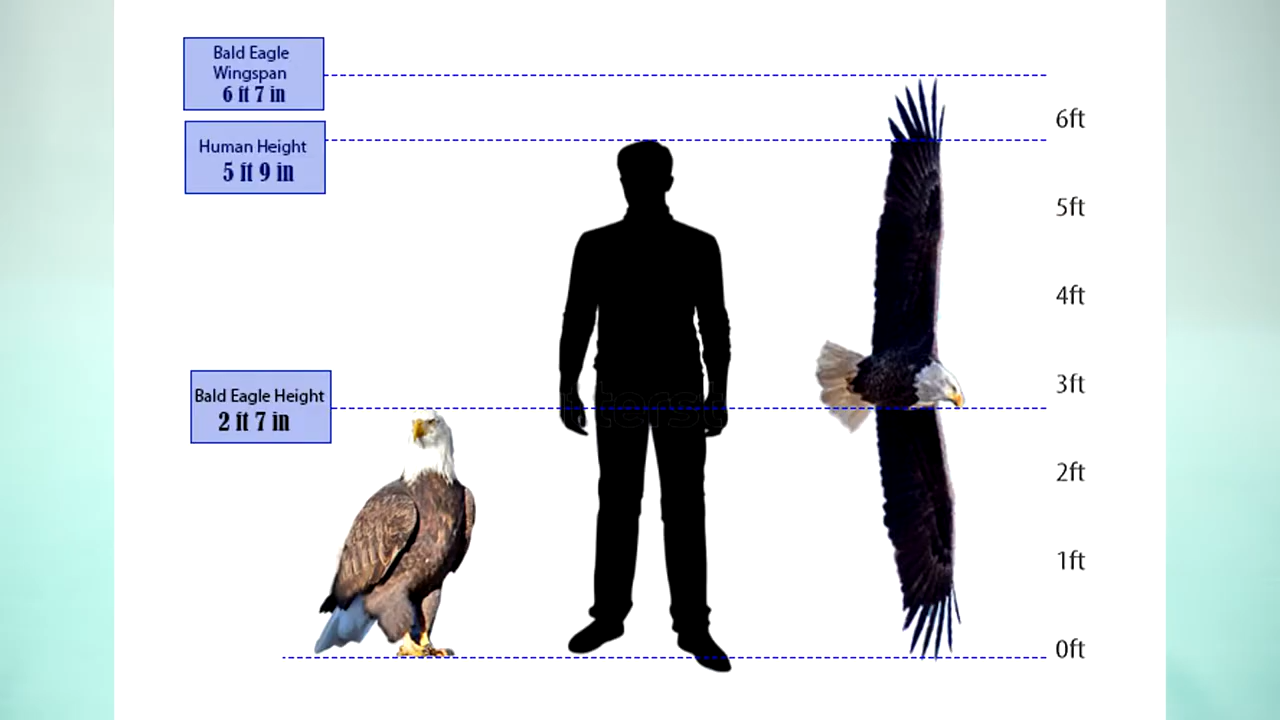 Bald Eagle
Wingspan
6 ft 7 in
6ft
Human Height
5 ft 9 in
5ft
4ft
Bald Eagle Height
2 ft 7 in
3ft
2ft
1ft
0ft